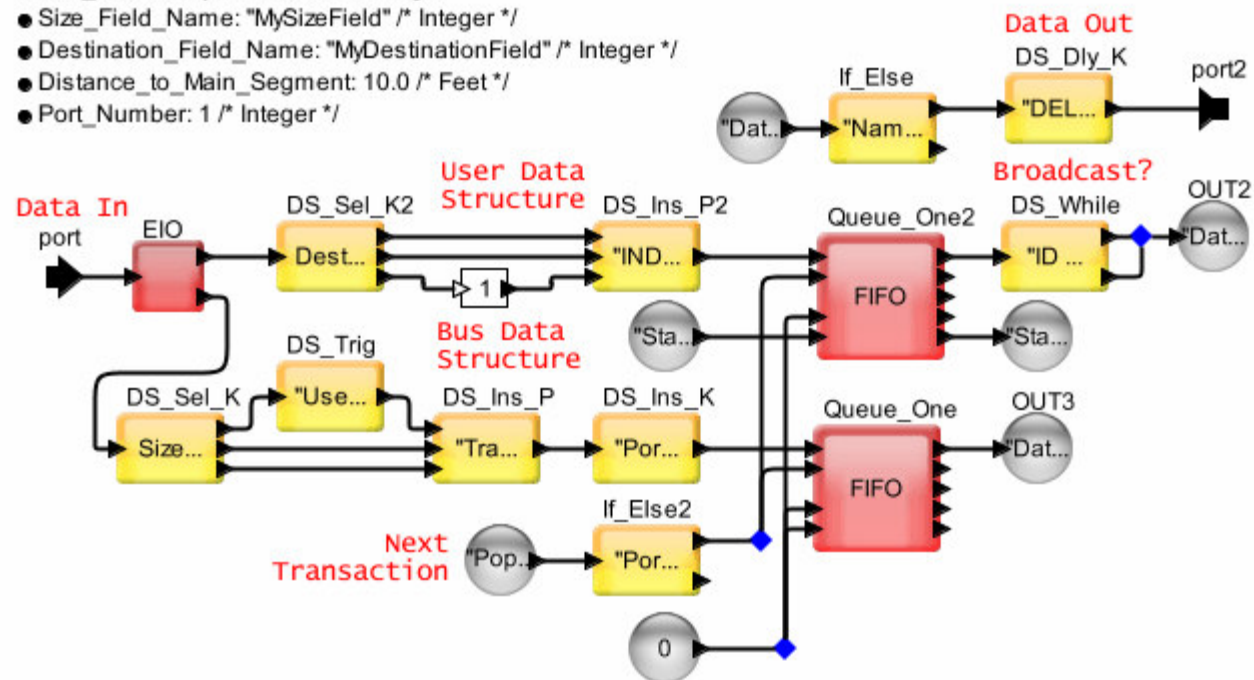 ● Size_Field_Name: "MySizeField" /* Integer */
● Destination_Field_Name: "MyDestinationField" /* Integer */
● Distance_to_Main_Segment: 10.0 /* Feet */
● Port_Number: 1 /* Integer */
Data Out
DS_Dly_K
If_Else
port2
"Dat...
"Nam...
"DEL...
User Data
Structure
Broadcast?
Data In
port
EIO
DS_Sel_K2
DS_Ins_P2
Queue_One2
DS_While
OUT2
Dest...
"IND...
"ID ...
"Dat...
1
FIFO
Bus Data
Structure
"Sta...
"Sta...
DS_Trig
"Use...
DS_Sel_K
DS_Ins_P
DS_Ins_K
Queue_One
OUT3
Size...
"Tra...
"Por...
"Dat...
FIFO
If_Else2
Next
Transaction
"Pop...
"Por...
0